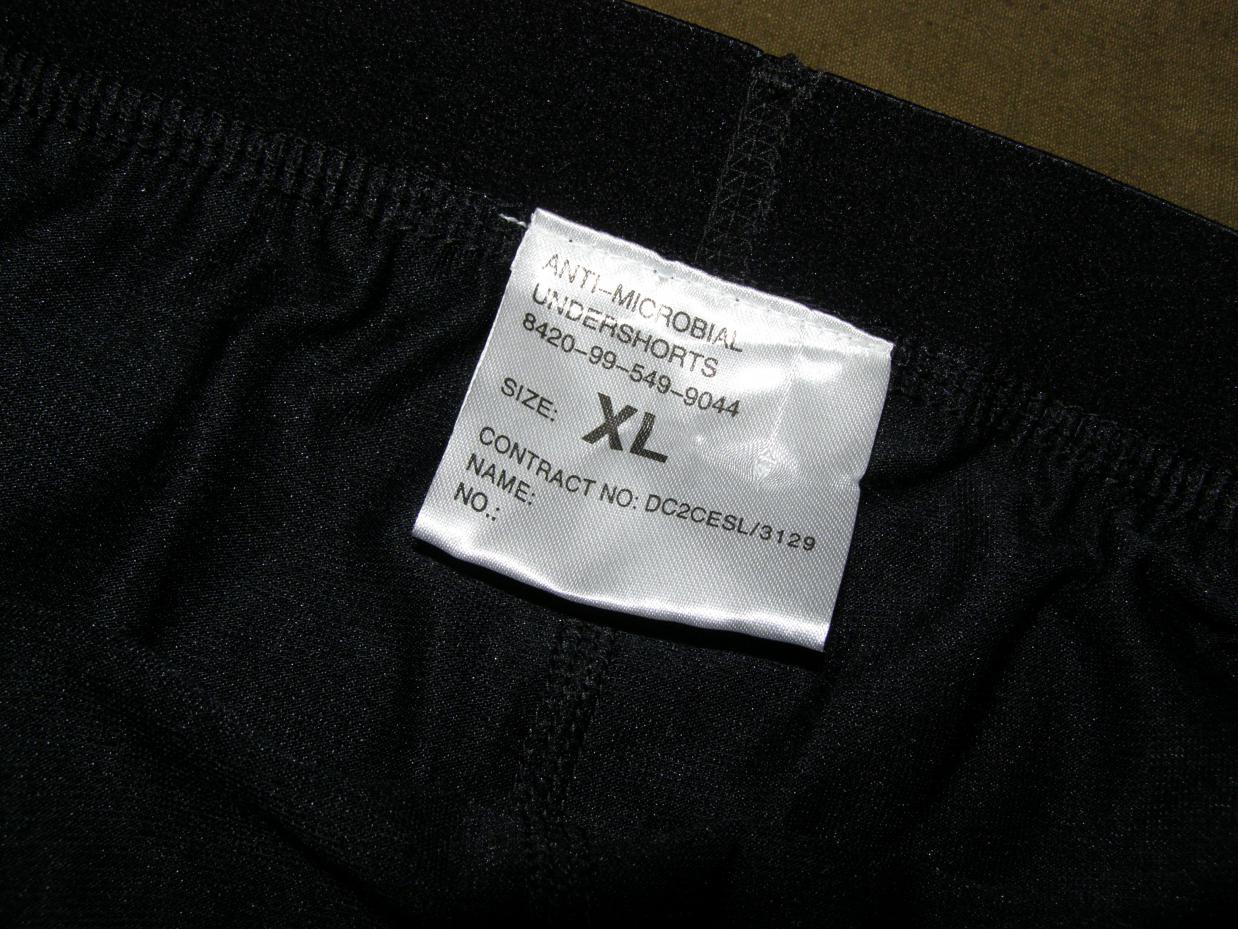 ANTI-MICROBIAL
UNDERSHORTS
8420-99-549-9044
SIZE: XL
CONTRACT NO: DC2CESL/3129
NAME:
NO.: